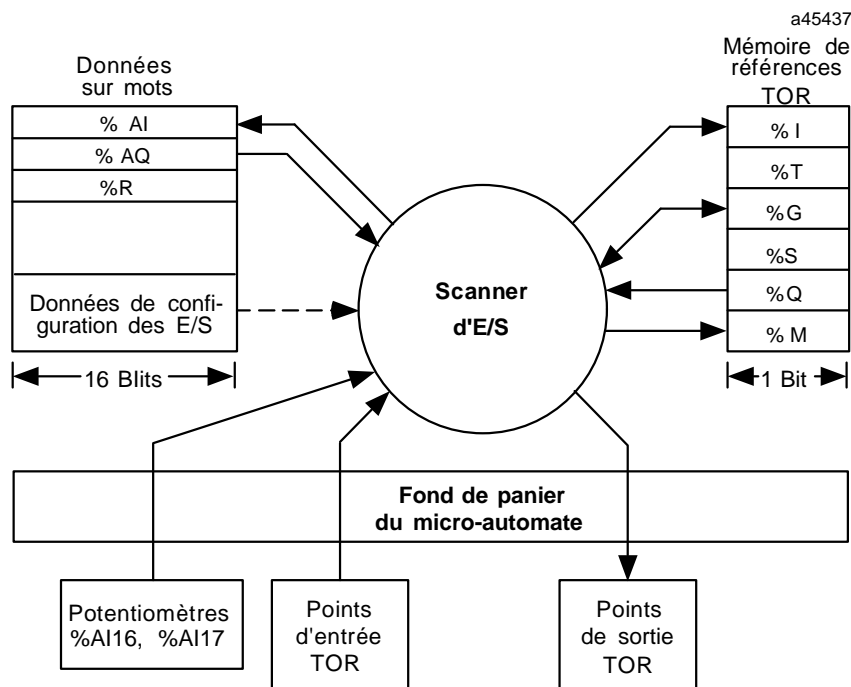 a45437
Données
sur mots
% AI
% AQ
%R
Données de confi-
guration des E/S
16 Blits
Mémoire de
références
TOR
% I
%T
%G
%S
%Q
% M
1 Bit
Scanner
d'E/S
Fond de panier
du micro-automate
Potentiomètres
%AI16, %AI17
Points
d'entrée
TOR
Points
de sortie
TOR